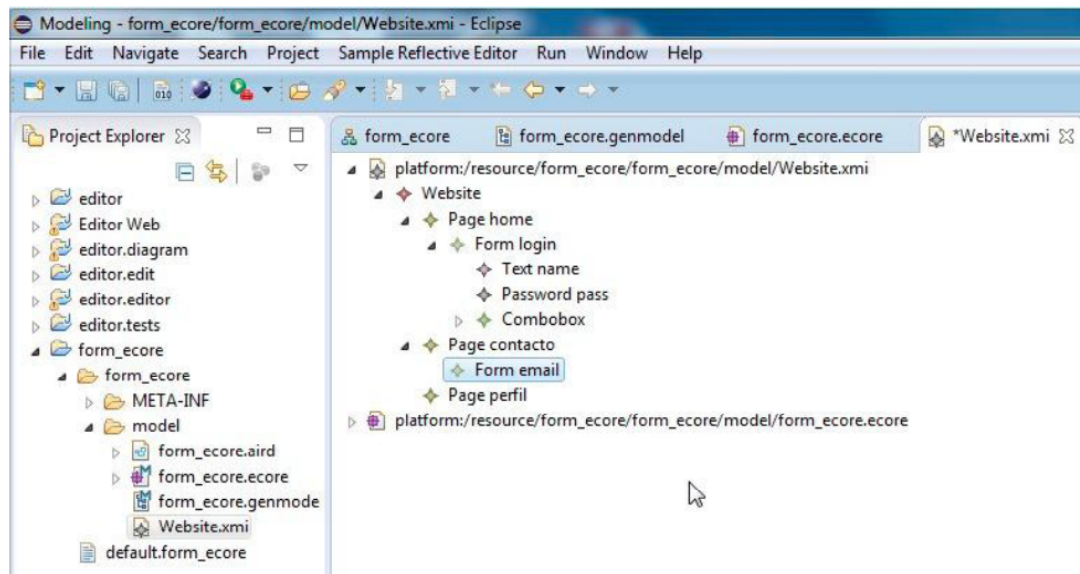 Modeling - form_ecore/form_ecore/model/Website.xmi - Eclipse
File Edit Navigate Search Project Sample Reflective Editor Run Window Help
010
Project Explorer
editor
Editor Web
editor.diagram
editor.edit
editor.editor
editor.tests
form_ecore
form_ecore
META-INF
model
form_ecore.aird
form_ecore.ecore
form_ecore.genmode
Website.xmi
default.form_ecore
form_ecore form_ecore.genmodel form_ecore.ecore *Website.xmi
platform:/resource/form_ecore/form_ecore/model/Website.xmi
Website
Page home
Form login
Text name
Password pass
Combobox
Page contacto
Form email
Page perfil
platform:/resource/form_ecore/form_ecore/model/form_ecore.ecore